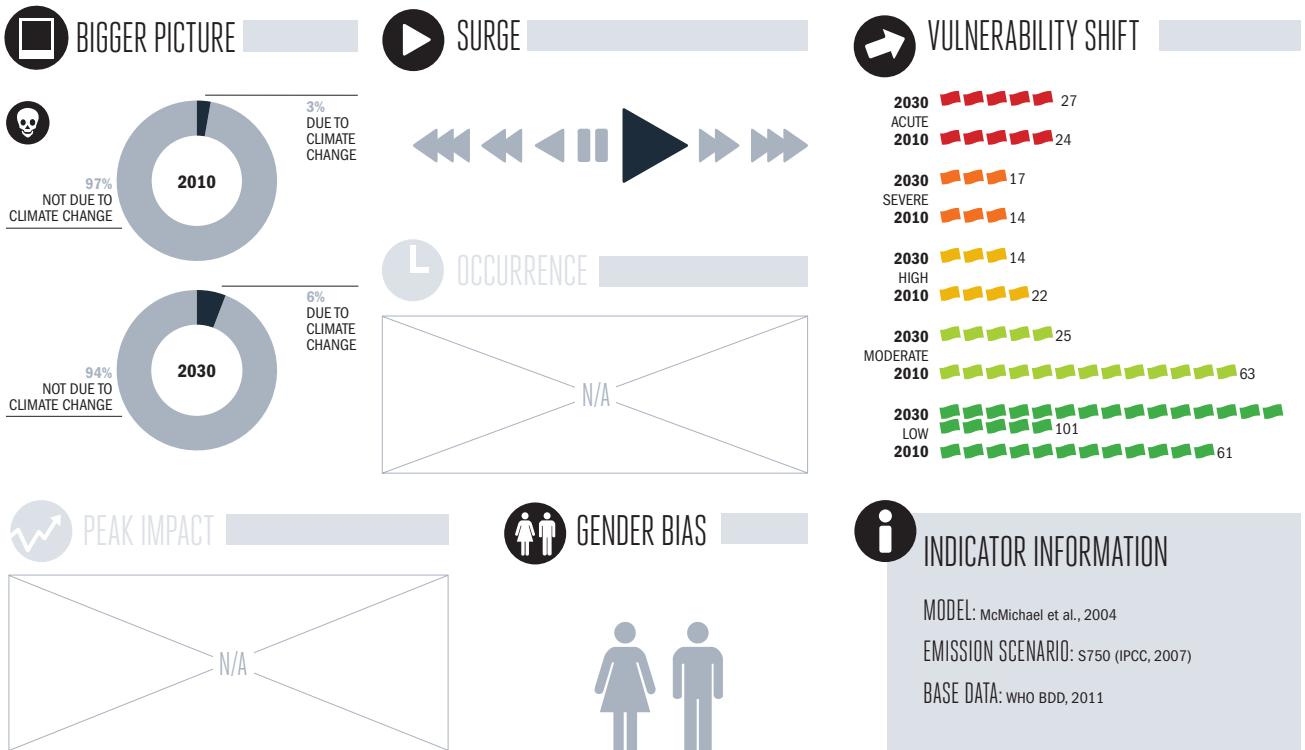 BIGGER PICTURE
3%
DUE TO
CLIMATE
CHANGE
2010
97%
NOT DUE TO
CLIMATE CHANGE
6%
DUE TO
CLIMATE
CHANGE
2030
94%
NOT DUE TO
CLIMATE CHANGE
SURGE
OCCURRENCE
N/A
VULNERABILITY SHIFT
2030 27
ACUTE
2010 24
2030 17
SEVERE
2010 14
2030 14
HIGH
2010 22
2030 25
MODERATE
2010 63
2030
101
LOW
2010 61
PEAK IMPACT
N/A
GENDER BIAS
INDICATOR INFORMATION
MODEL: McMichael et al., 2004
EMISSION SCENARIO: S750 (IPCC, 2007)
BASE DATA: WHO BDD, 2011